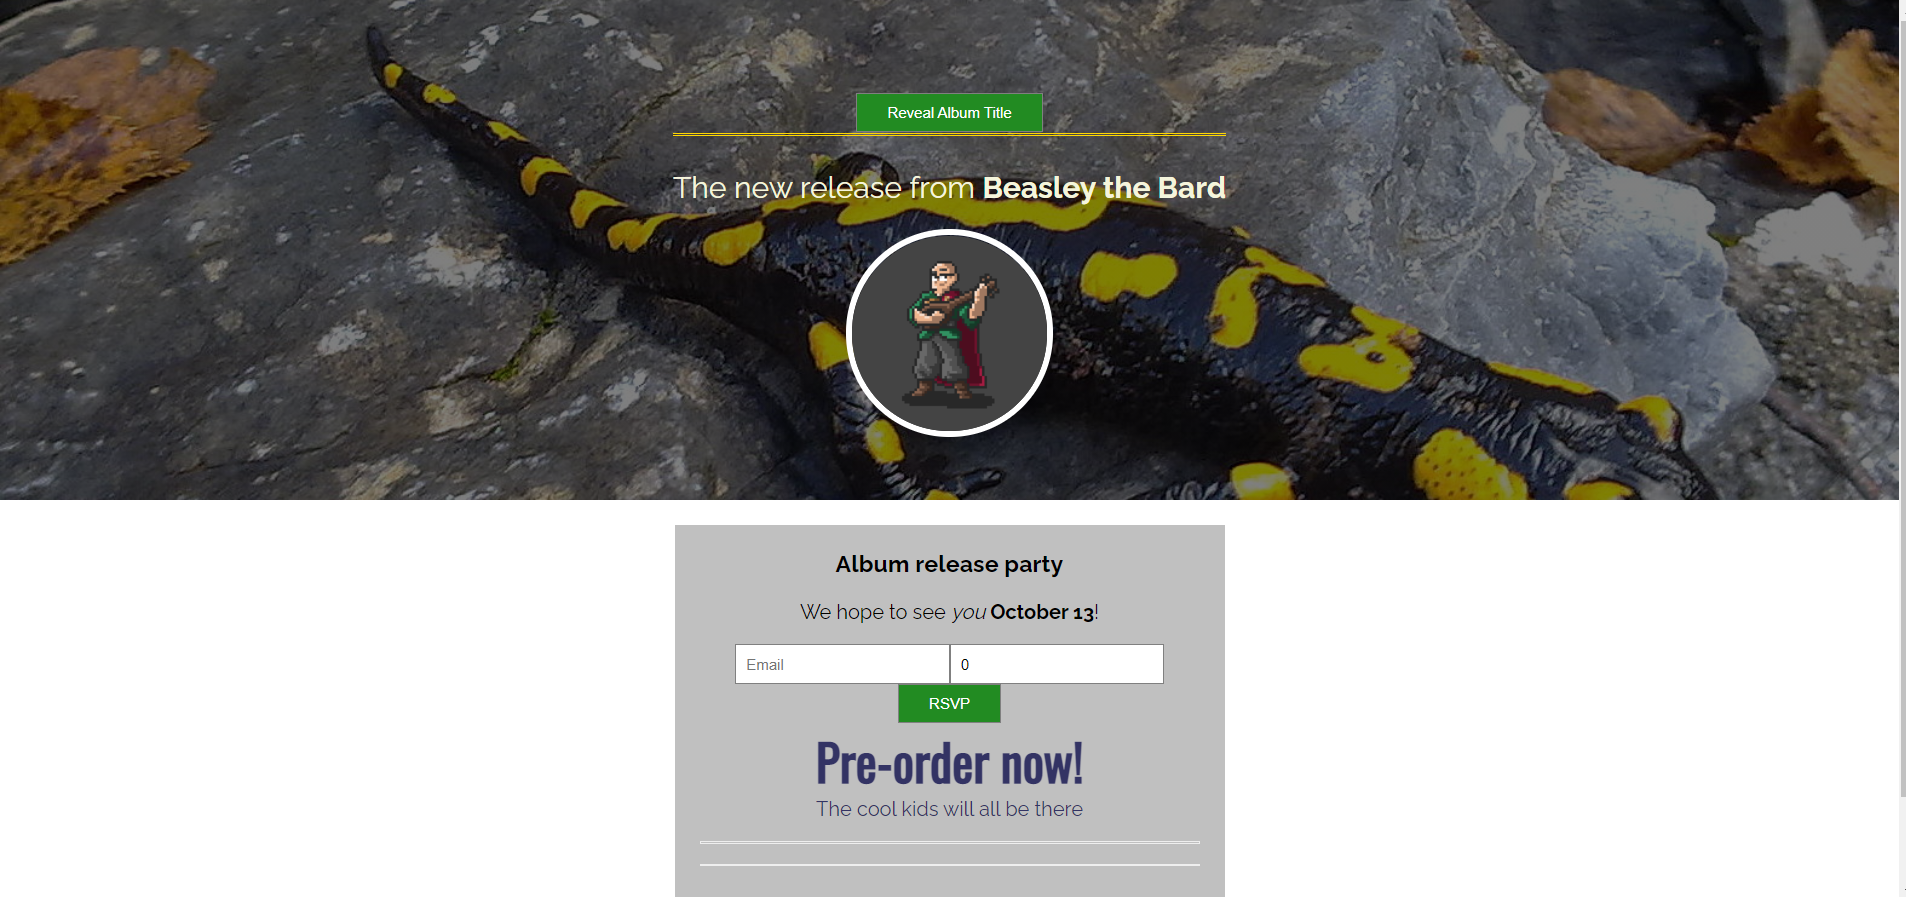 Reveal Album Title
The new release from Beasley the Bard
Album release party
We hope to see you October 13!
Email
0
RSVP
Pre-order now!
The cool kids will all be there